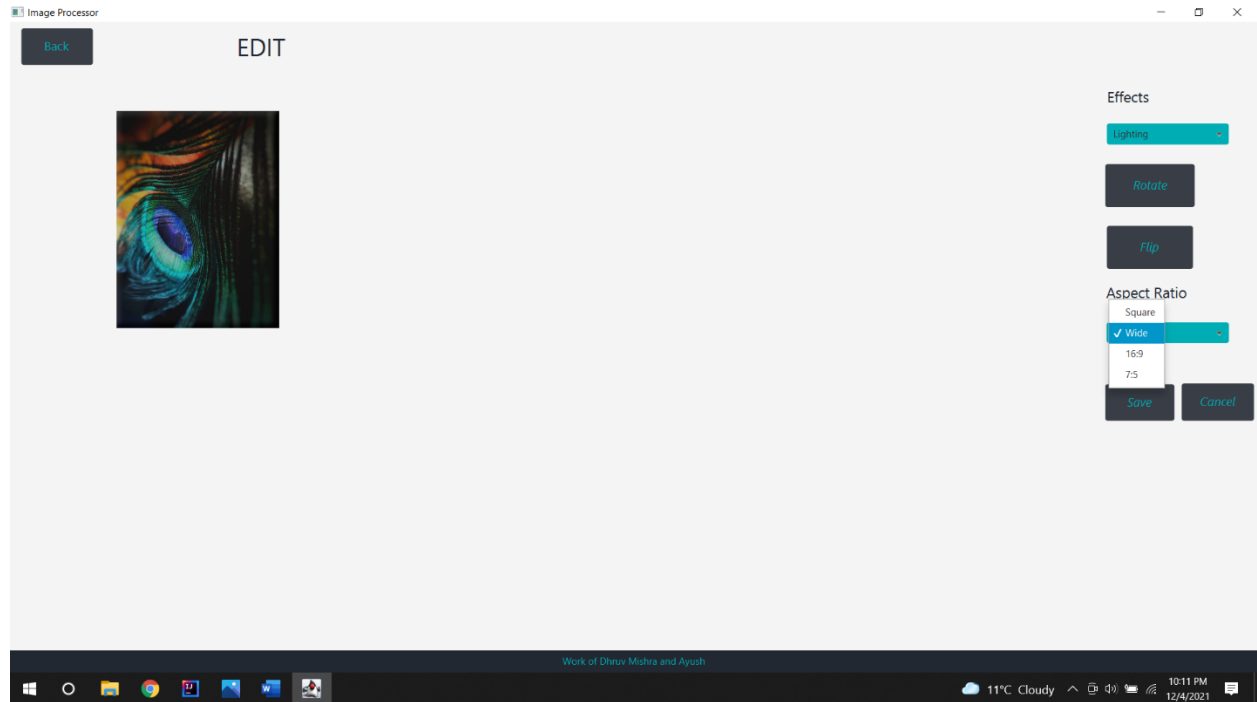 Image Processor
Back
EDIT
Effects
Lighting
Rotate
Flip
Aspect Ratio
Square
✓ Wide
16:9
7:5
Save
Cancel
Work of Dhruv Mishra and Ayush
11°C Cloudy
10:11 PM
12/4/2021